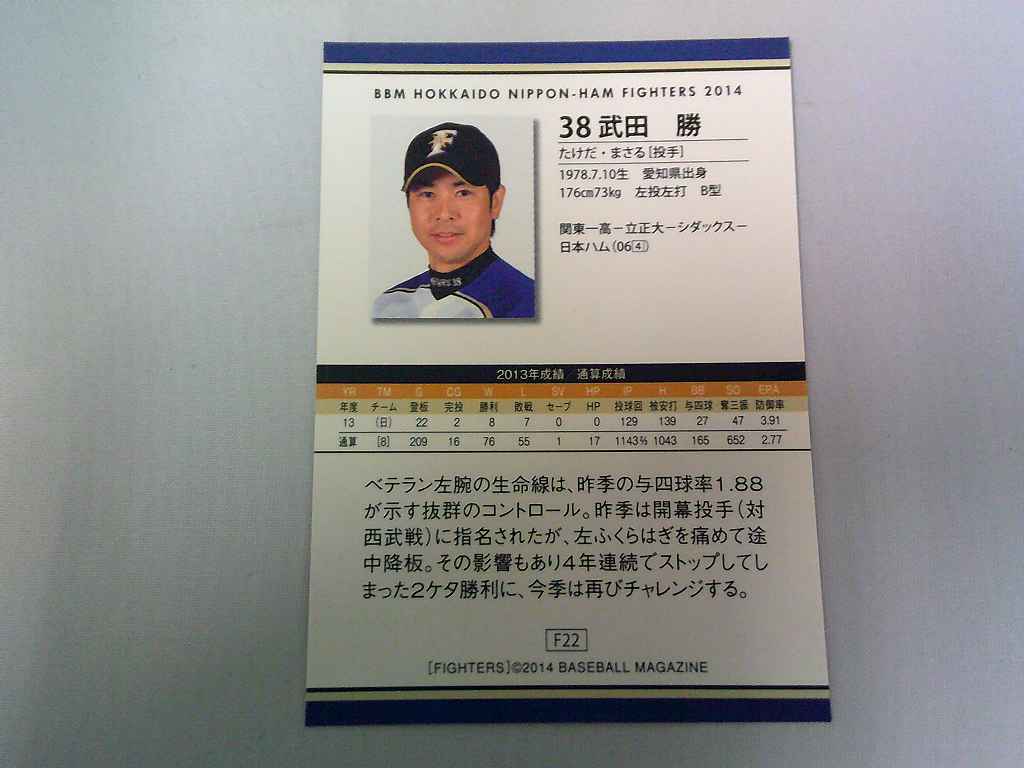 BBM HOKKAIDO NIPPON-HAM FIGHTERS 2014
38 武田 勝
たけだ・まさる[投手]
1978.7.10生 愛知県出身
176cm73kg 左投左打 B型
関東一高－立正大－シダックス－
日本ハム(06④)
2013年成績 通算成績
YR TM G CG W L SV HP IP H BB SO EPA
年度 チーム 登板 完投 勝利 敗戦 セーブ HP 投球回 被安打 与四球 奪三振 防御率
13 (日) 22 2 8 7 0 0 129 139 27 47 3.91
通算 [8] 209 16 76 55 1 17 1143⅔ 1043 165 652 2.77
ベテラン左腕の生命線は、昨季の与四球率1.88
が示す抜群のコントロール。昨季は開幕投手(対
西武戦)に指名されたが、左ふくらはぎを痛めて途
中降板。その影響もあり4年連続でストップしてし
まった2ケタ勝利に、今季は再びチャレンジする。
F22
[FIGHTERS]©2014 BASEBALL MAGAZINE